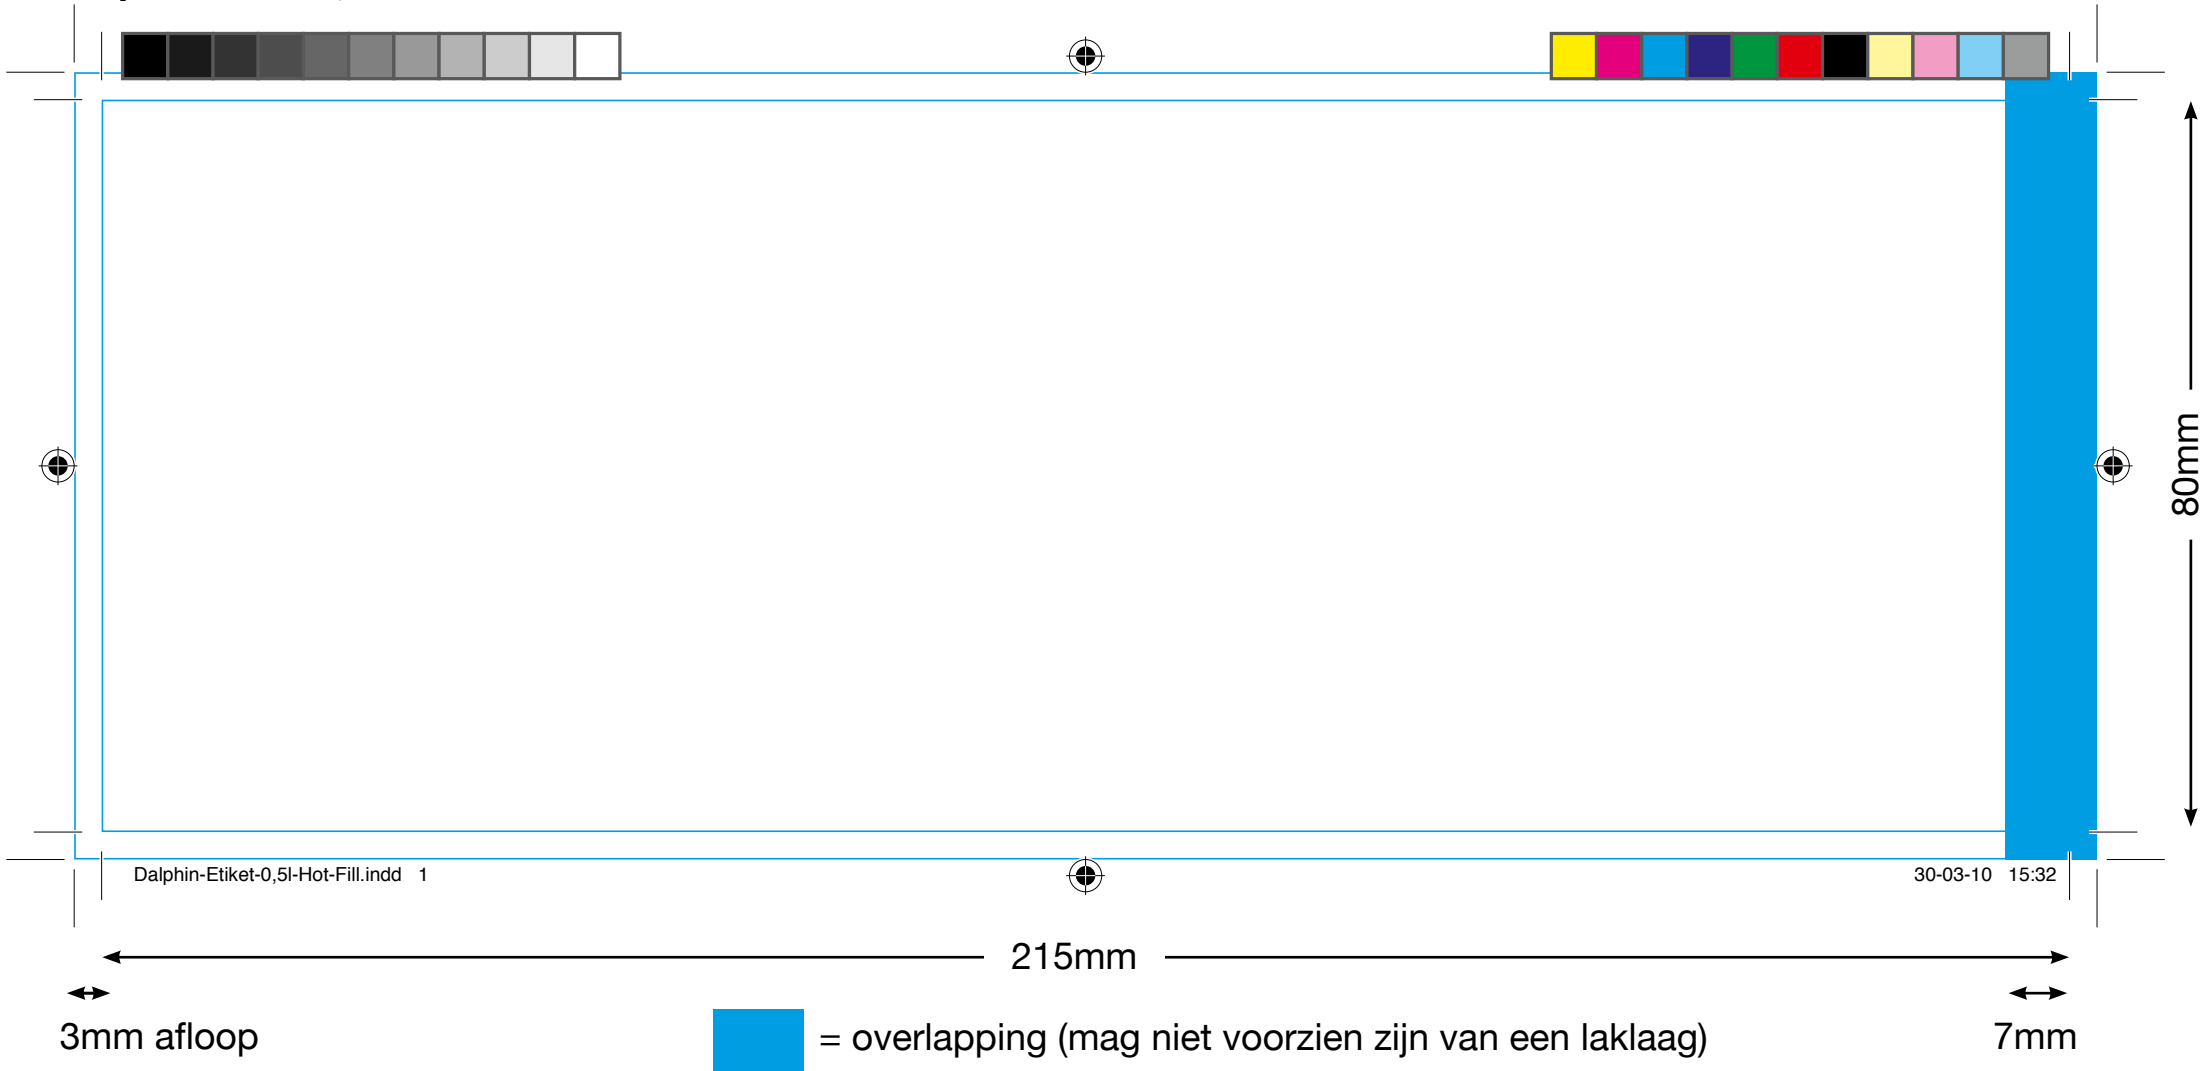 80mm
Dalphin-Etiket-0,5l-Hot-Fill.indd 1
30-03-10 15:32
215mm
3mm afloop
= overlapping (mag niet voorzien zijn van een laklaag)
7mm